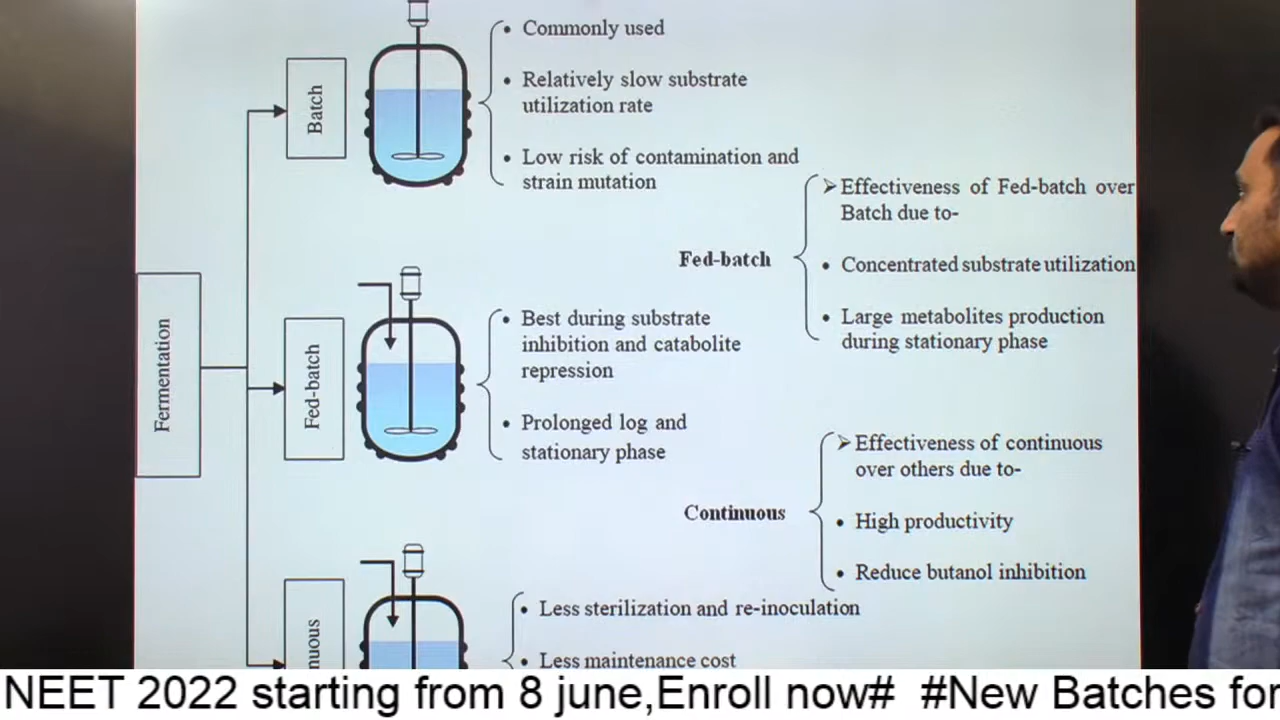 Fermentation
Batch
• Commonly used
• Relatively slow substrate
utilization rate
• Low risk of contamination and
strain mutation
Fed-batch
➢ Effectiveness of Fed-batch over
Batch due to-
• Concentrated substrate utilization
• Large metabolites production
during stationary phase
Fed-batch
• Best during substrate
inhibition and catabolite
repression
• Prolonged log and
stationary phase
Continuous
➢ Effectiveness of continuous
over others due to-
• High productivity
• Reduce butanol inhibition
nuous
• Less sterilization and re-inoculation
• Less maintenance cost
NEET 2022 starting from 8 june,Enroll now# #New Batches for